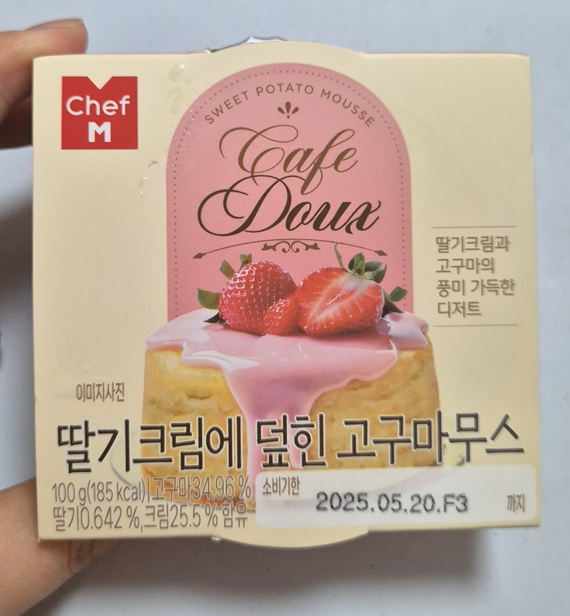 Chef
M
SWEET POTATO MOUSSE
Cafe
Doux
딸기크림과
고구마의
풍미 가득한
디저트
이미지사진
딸기크림에 덮힌 고구마무스
100 g(185 kcal)|고구마34.96 %,
딸기0.642 %,크림25.5 % 함유
소비기한
2025.05.20.F3
까지